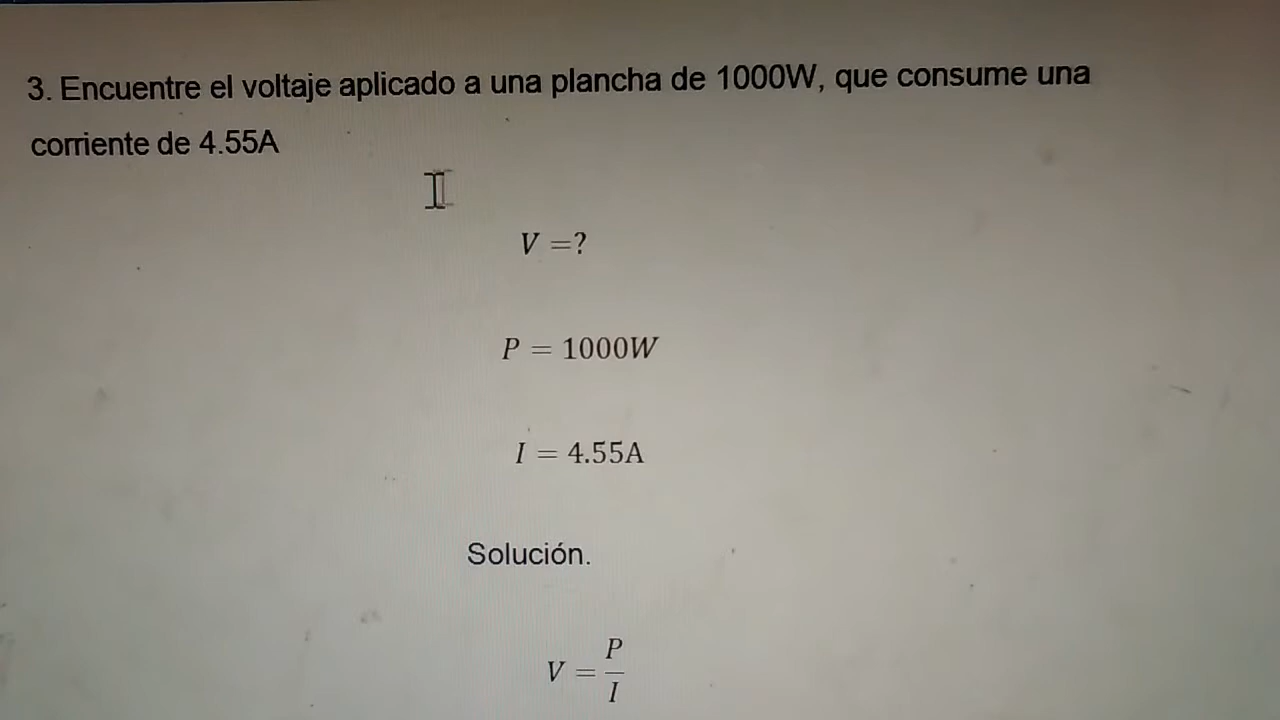 3. Encuentre el voltaje aplicado a una plancha de 1000W, que consume una
corriente de 4.55A
V =?
P = 1000W
I = 4.55A
Solución.
V = P/I